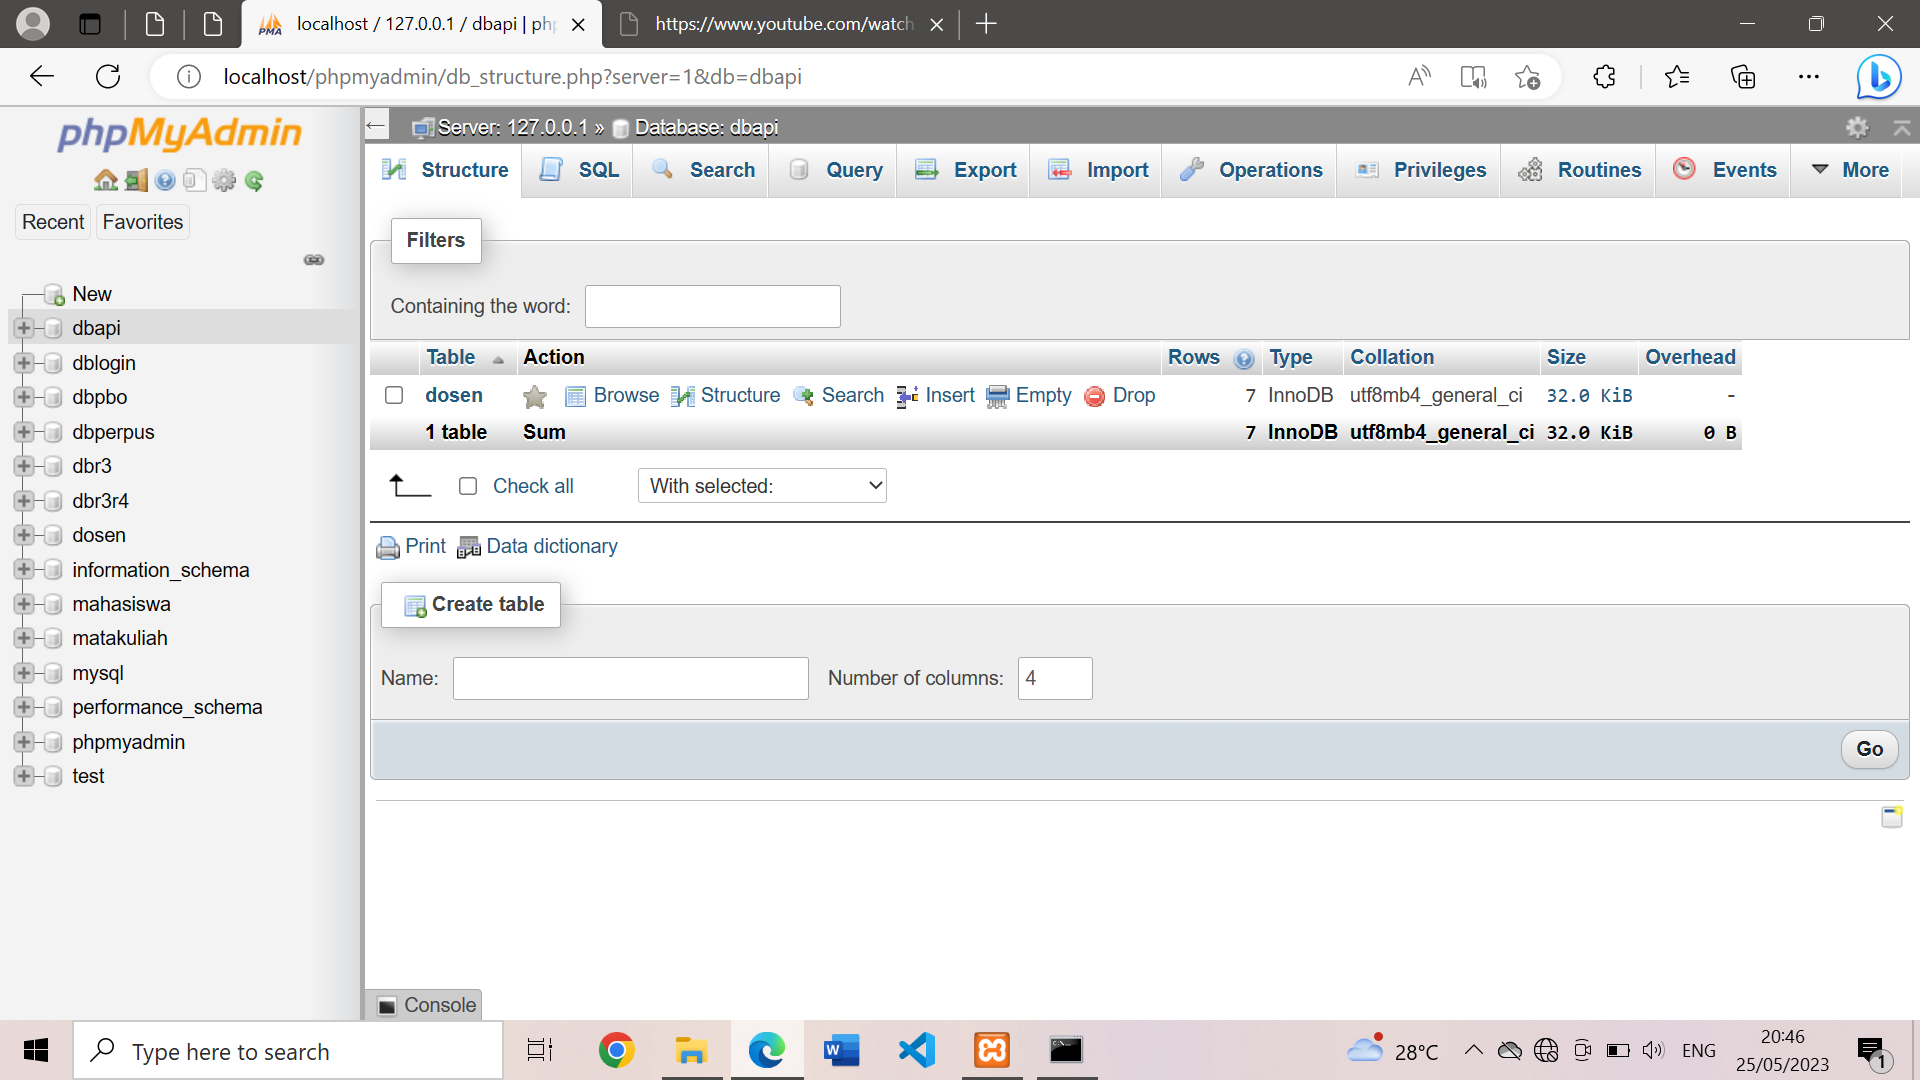 localhost / 127.0.0.1 / dbapi | php
https://www.youtube.com/watch
localhost/phpmyadmin/db_structure.php?server=1&db=dbapi
phpMyAdmin
Recent Favorites
New
dbapi
dblogin
dbpbo
dbperpus
dbr3
dbr3r4
dosen
information_schema
mahasiswa
matakuliah
mysql
performance_schema
phpmyadmin
test
Server: 127.0.0.1 » Database: dbapi
Structure SQL Search Query Export Import Operations Privileges Routines Events More
Filters
Containing the word:
Table Action Rows Type Collation Size Overhead
dosen Browse Structure Search Insert Empty Drop 7 InnoDB utf8mb4_general_ci 32.0 KiB -
1 table Sum 7 InnoDB utf8mb4_general_ci 32.0 KiB 0 B
Check all With selected:
Print Data dictionary
Create table
Name: Number of columns: 4
Go
Console
Type here to search
28°C ENG
20:46
25/05/2023
1